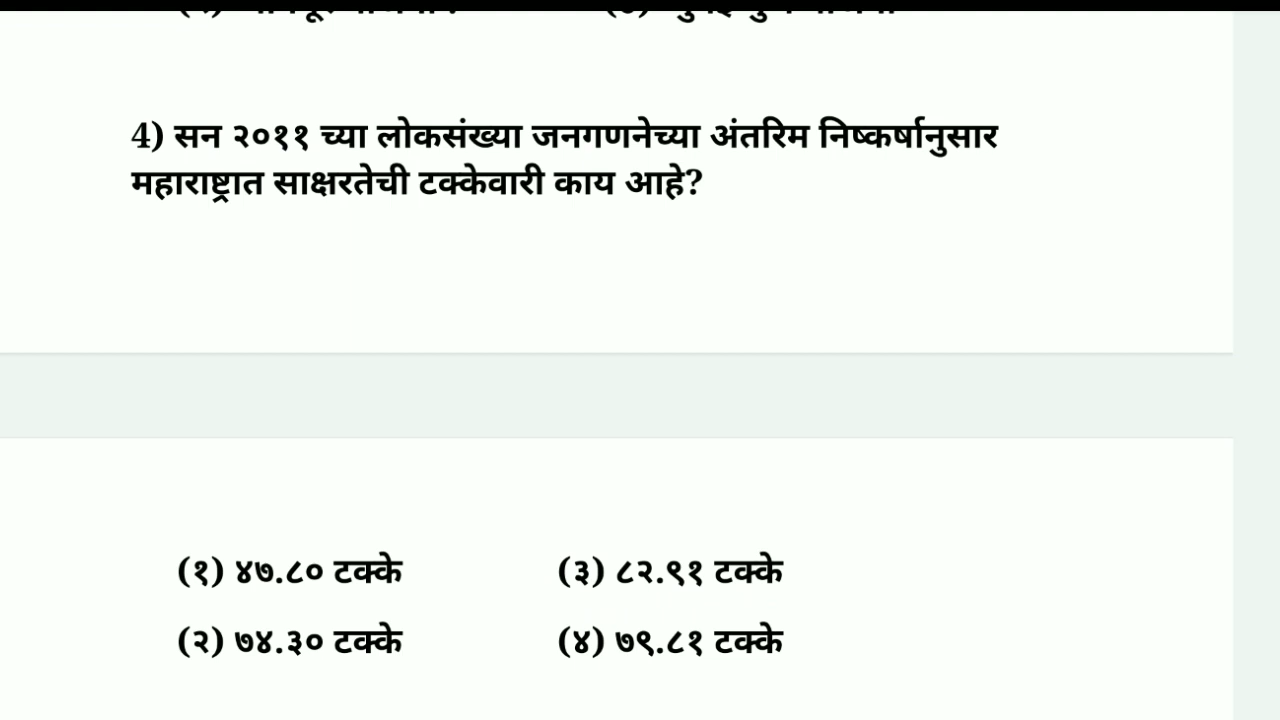 4) सन २०११ च्या लोकसंख्या जनगणनेच्या अंतरिम निष्कर्षानुसार
महाराष्ट्रात साक्षरतेची टक्केवारी काय आहे?
(१) ४७.८० टक्के (३) ८२.९१ टक्के
(२) ७४.३० टक्के (४) ७९.८१ टक्के